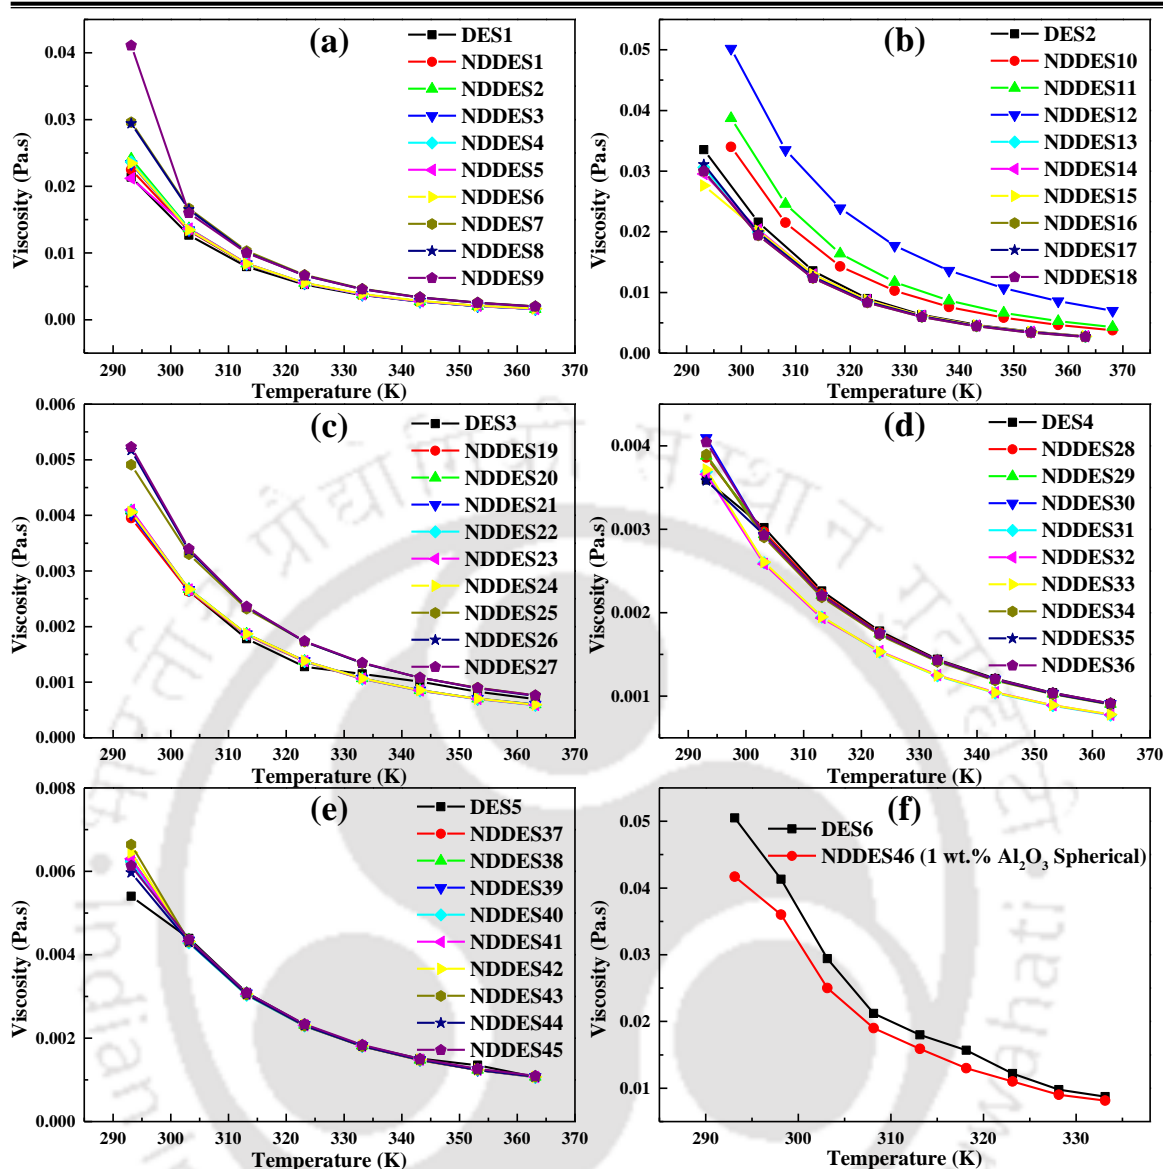 (a)
DES1
NDDES1
NDDES2
NDDES3
NDDES4
NDDES5
NDDES6
NDDES7
NDDES8
NDDES9
0.04
0.03
0.02
0.01
0.00
Viscosity (Pa.s)
290 300 310 320 330 340 350 360 370
Temperature (K)
(b)
DES2
NDDES10
NDDES11
NDDES12
NDDES13
NDDES14
NDDES15
NDDES16
NDDES17
NDDES18
0.05
0.04
0.03
0.02
0.01
0.00
Viscosity (Pa.s)
290 300 310 320 330 340 350 360 370
Temperature (K)
(c)
DES3
NDDES19
NDDES20
NDDES21
NDDES22
NDDES23
NDDES24
NDDES25
NDDES26
NDDES27
0.006
0.005
0.004
0.003
0.002
0.001
0.000
Viscosity (Pa.s)
290 300 310 320 330 340 350 360 370
Temperature (K)
(d)
DES4
NDDES28
NDDES29
NDDES30
NDDES31
NDDES32
NDDES33
NDDES34
NDDES35
NDDES36
0.004
0.003
0.002
0.001
Viscosity (Pa.s)
290 300 310 320 330 340 350 360 370
Temperature (K)
(e)
DES5
NDDES37
NDDES38
NDDES39
NDDES40
NDDES41
NDDES42
NDDES43
NDDES44
NDDES45
0.008
0.006
0.004
0.002
0.000
Viscosity (Pa.s)
290 300 310 320 330 340 350 360 370
Temperature (K)
(f)
DES6
NDDES46 (1 wt.% Al₂O₃ Spherical)
0.05
0.04
0.03
0.02
0.01
Viscosity (Pa.s)
290 300 310 320 330
Temperature (K)
Indian In
wahati